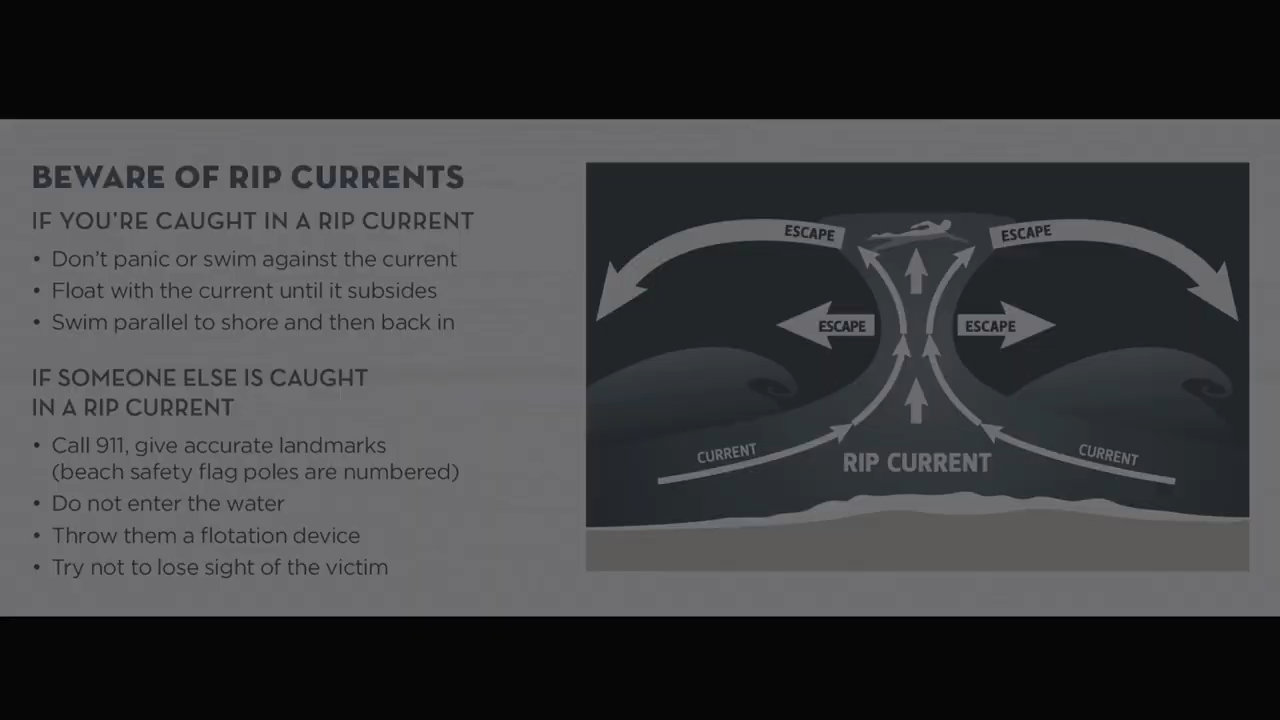 BEWARE OF RIP CURRENTS
IF YOU'RE CAUGHT IN A RIP CURRENT
• Don't panic or swim against the current
• Float with the current until it subsides
• Swim parallel to shore and then back in
IF SOMEONE ELSE IS CAUGHT
IN A RIP CURRENT
• Call 911, give accurate landmarks
(beach safety flag poles are numbered)
• Do not enter the water
• Throw them a flotation device
• Try not to lose sight of the victim
ESCAPE
ESCAPE
ESCAPE
ESCAPE
CURRENT
RIP CURRENT
CURRENT